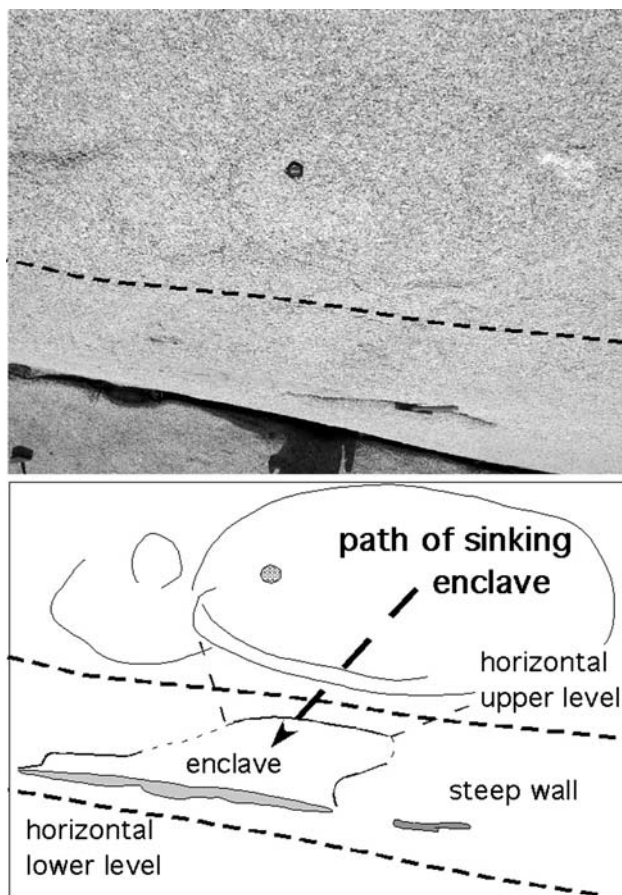 path of sinking
enclave
horizontal
upper level
enclave
steep wall
horizontal
lower level